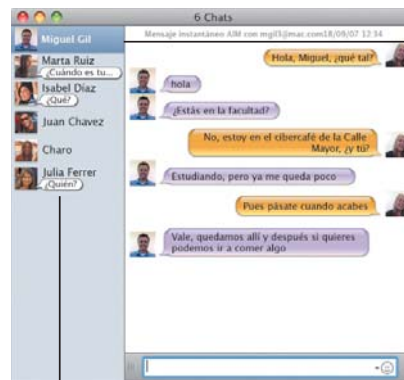 6 Chats
Miguel Gil
Marta Ruiz
¿Cuándo es tu...
Isabel Díaz
¿Qué?
Juan Chavez
Charo
Julia Ferrer
¿Quién?
Mensaje instantáneo AIM con mgil3@mac.com18/09/07 12:34
Hola, Miguel, ¿qué tal?
hola
¿Estás en la facultad?
No, estoy en el cibercafé de la Calle
Mayor, ¿y tú?
Estudiando, pero ya me queda poco
Pues pásate cuando acabes
Vale, quedamos allí y después si quieres
podemos ir a comer algo